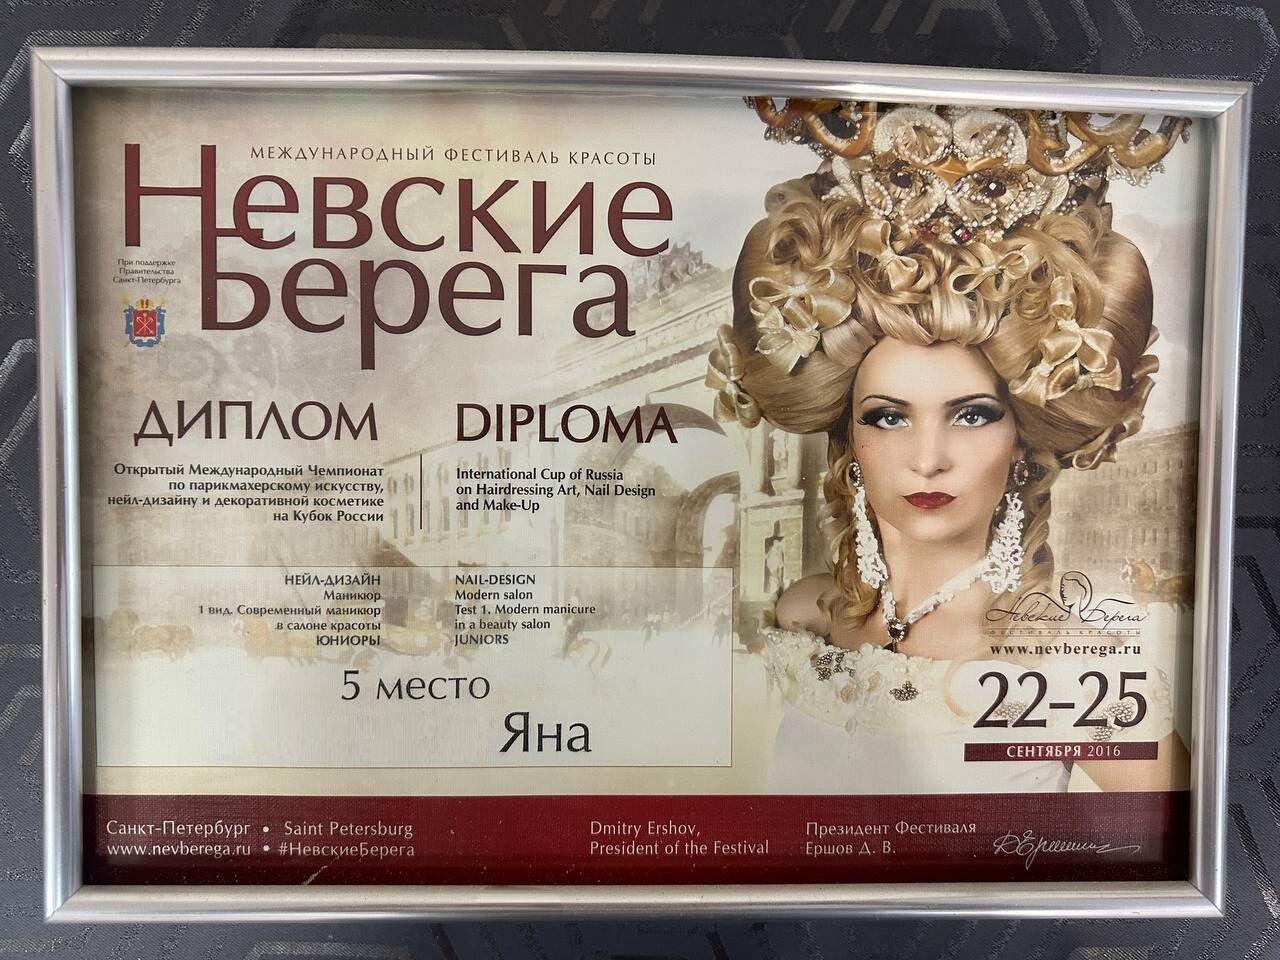 МЕЖДУНАРОДНЫЙ ФЕСТИВАЛЬ КРАСОТЫ
Невские
Берега
При поддержке
Правительства
Санкт-Петербурга
ДИПЛОМ
Открытый Международный Чемпионат
по парикмахерскому искусству,
нейл-дизайну и декоративной косметике
на Кубок России
DIPLOMA
International Cup of Russia
on Hairdressing Art, Nail Design
and Make-Up
НЕЙЛ-ДИЗАЙН
Маникюр
1 вид. Современный маникюр
в салоне красоты
ЮНИОРЫ
NAIL-DESIGN
Modern salon
Test 1. Modern manicure
in a beauty salon
JUNIORS
5 место
Яна
Невские Берега
ФЕСТИВАЛЬ КРАСОТЫ
www.nevberega.ru
22-25
СЕНТЯБРЯ 2016
Санкт-Петербург • Saint Petersburg
www.nevberega.ru • #НевскиеБерега
Dmitry Ershov,
President of the Festival
Президент Фестиваля
Ершов Д. В.